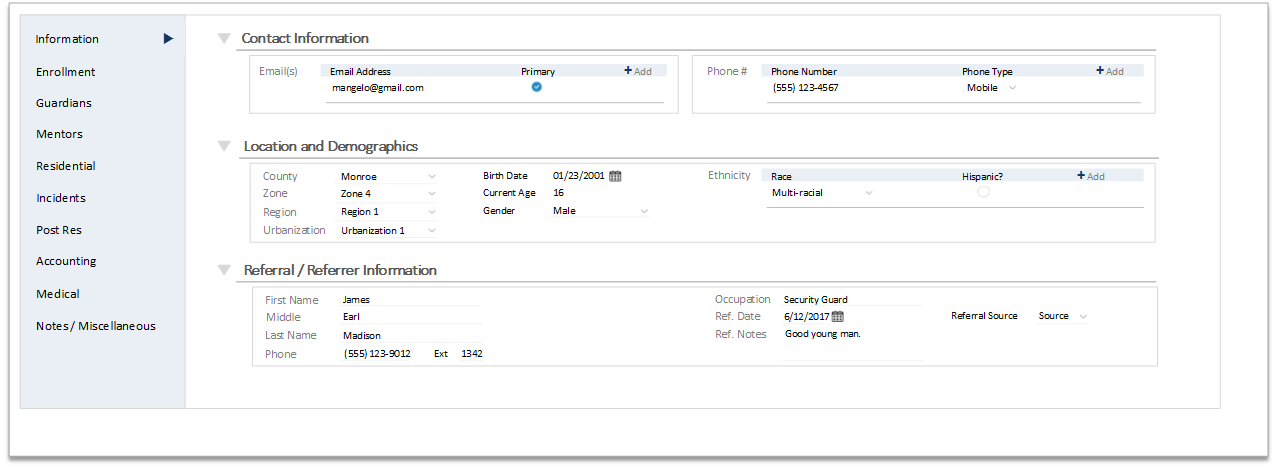 Information
Enrollment
Guardians
Mentors
Residential
Incidents
Post Res
Accounting
Medical
Notes / Miscellaneous
Contact Information
Email(s) Email Address Primary +Add
mangelo@gmail.com
Phone # Phone Number Phone Type +Add
(555) 123-4567 Mobile
Location and Demographics
County Monroe Birth Date 01/23/2001 Ethnicity Race Hispanic? +Add
Zone Zone 4 Current Age 16 Multi-racial
Region Region 1 Gender Male
Urbanization Urbanization 1
Referral / Referrer Information
First Name James Occupation Security Guard
Middle Earl Ref. Date 6/12/2017 Referral Source Source
Last Name Madison Ref. Notes Good young man.
Phone (555) 123-9012 Ext 1342